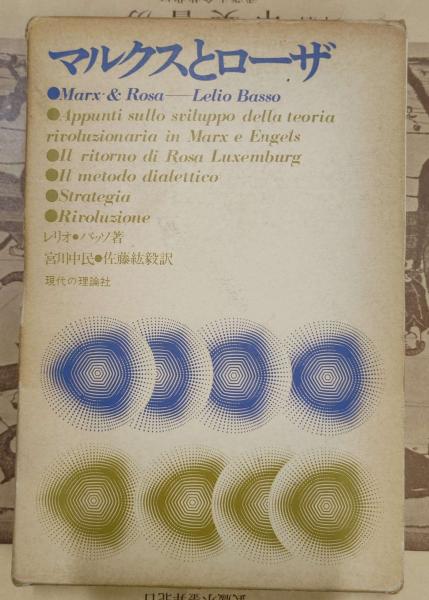 マルクスとローザ
●Marx & Rosa——Lelio Basso
●Appunti sullo sviluppo della teoria
rivoluzionaria in Marx e Engels
●Il ritorno di Rosa Luxemburg
●Il metodo dialettico
●Strategia
●Rivoluzione
レリオ●バッソ著
宮川中民●佐藤紘毅訳
現代の理論社